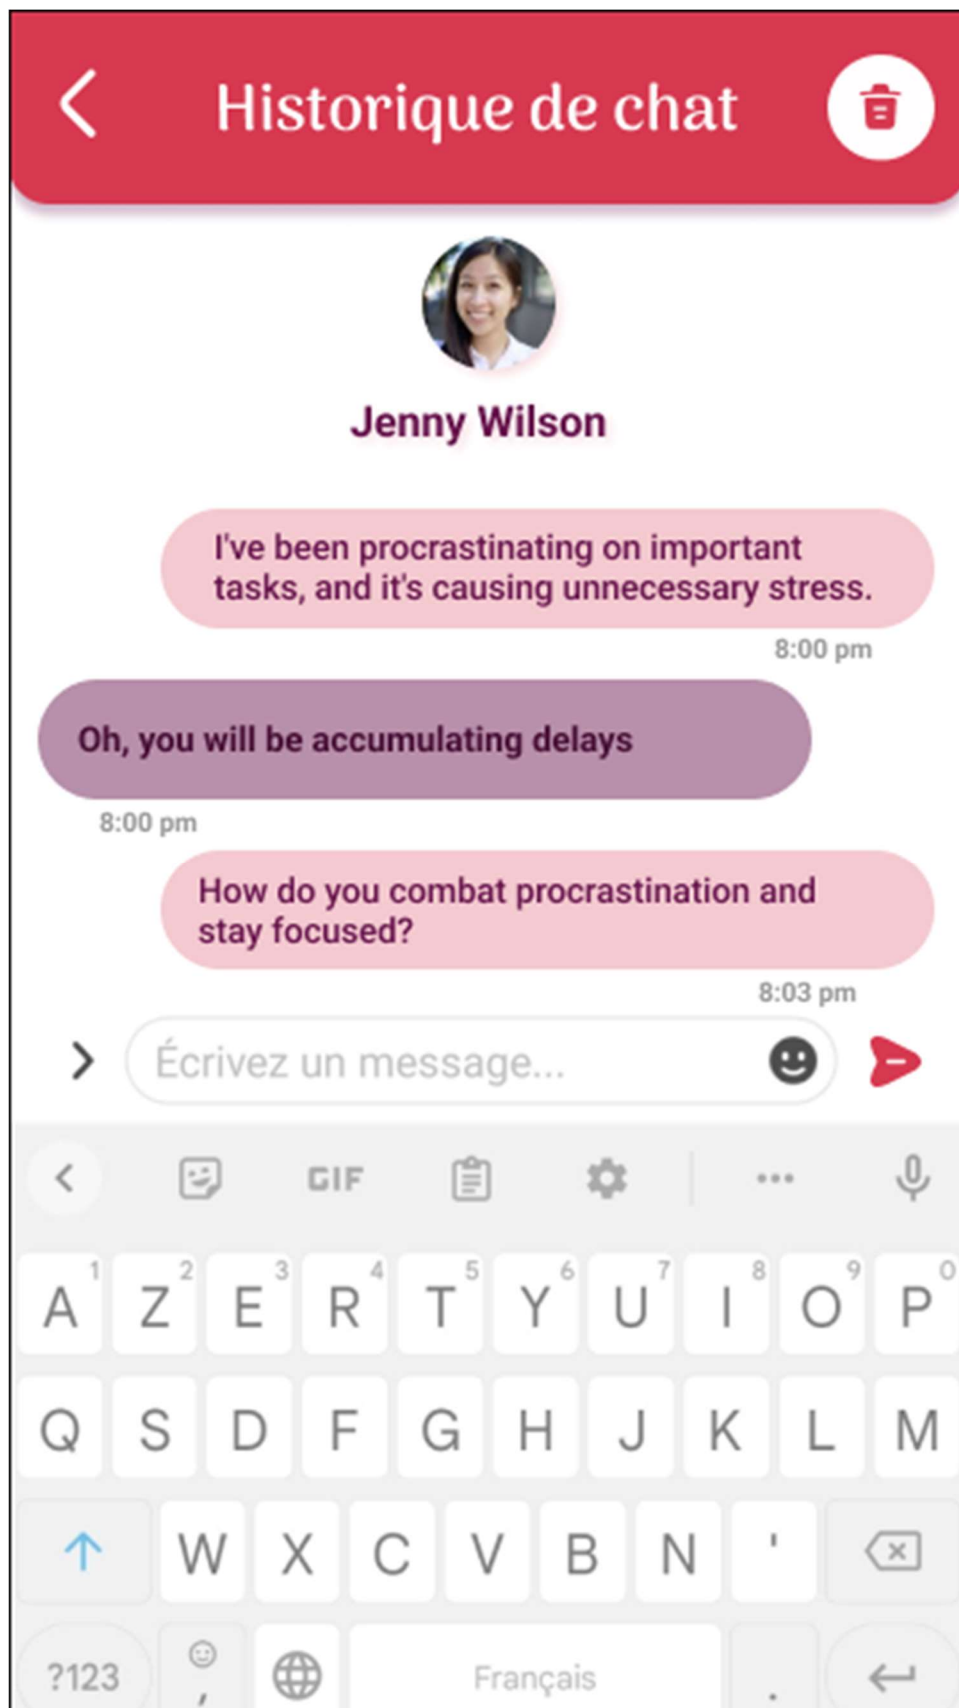 Historique de chat
Jenny Wilson
I've been procrastinating on important
tasks, and it's causing unnecessary stress.
8:00 pm
Oh, you will be accumulating delays
8:00 pm
How do you combat procrastination and
stay focused?
8:03 pm
Écrivez un message...
GIF
A 1 Z 2 E 3 R 4 T 5 Y 6 U 7 I 8 O 9 P 0
Q S D F G H J K L M
W X C V B N '
?123 , Français .